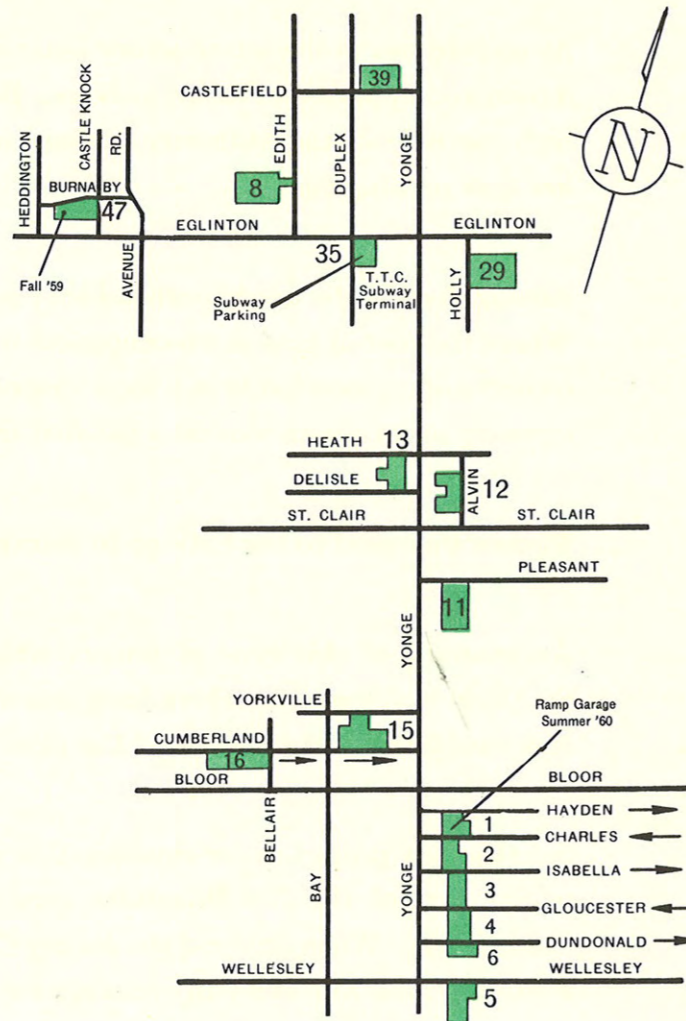 39
CASTLEFIELD
CASTLE KNOCK
RD.
EDITH
DUPLEX
YONGE
N
HEDDINGTON
BURNABY
8
47
EGLINTON
EGLINTON
Fall '59
AVENUE
35
Subway
Parking
T.T.C.
Subway
Terminal
HOLLY
29
HEATH
13
DELISLE
ALVIN
12
ST. CLAIR
ST. CLAIR
PLEASANT
11
YONGE
YORKVILLE
Ramp Garage
Summer '60
CUMBERLAND
15
16
BLOOR
BLOOR
BELLAIR
HAYDEN
1
CHARLES
2
ISABELLA
BAY
YONGE
3
GLOUCESTER
4
DUNDONALD
6
WELLESLEY
WELLESLEY
5